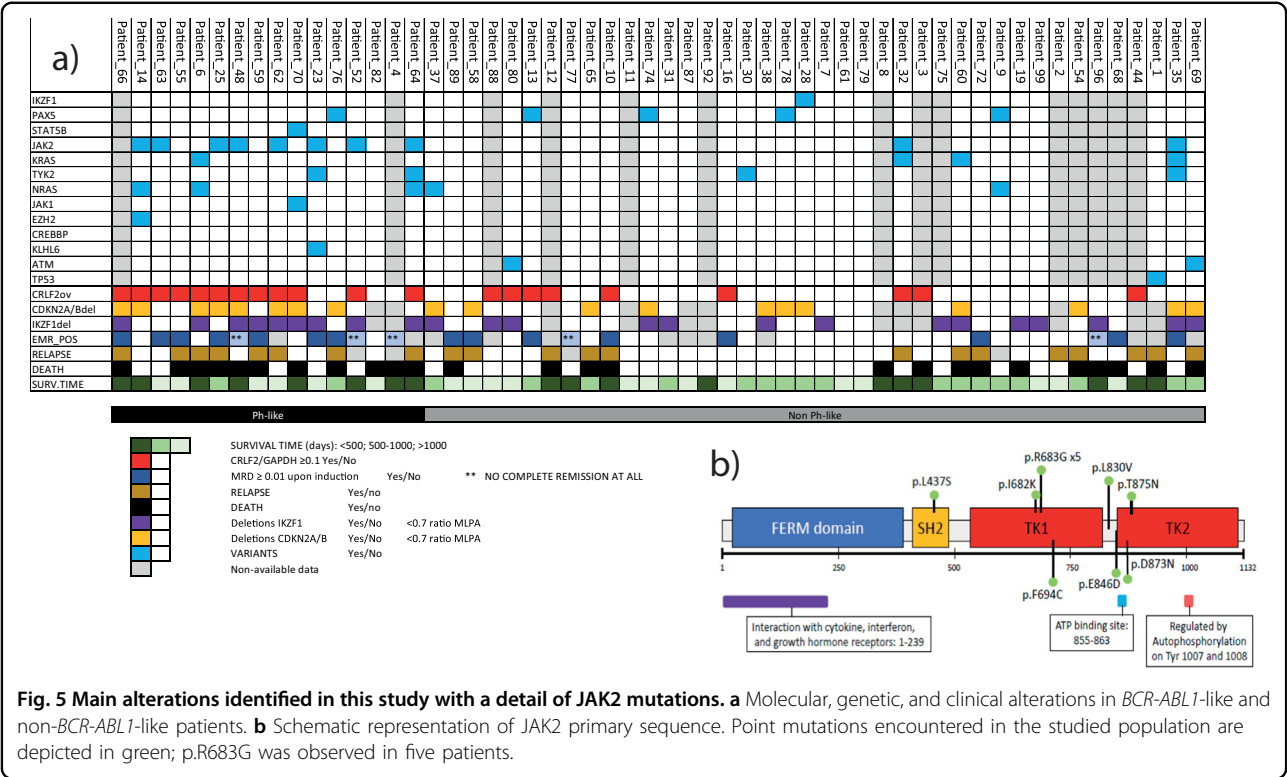 a)
Patient_66
Patient_14
Patient_63
Patient_55
Patient_6
Patient_25
Patient_48
Patient_59
Patient_62
Patient_70
Patient_23
Patient_76
Patient_52
Patient_82
Patient_4
Patient_64
Patient_37
Patient_89
Patient_58
Patient_88
Patient_80
Patient_13
Patient_12
Patient_77
Patient_65
Patient_10
Patient_11
Patient_74
Patient_31
Patient_87
Patient_92
Patient_16
Patient_30
Patient_38
Patient_78
Patient_28
Patient_7
Patient_61
Patient_79
Patient_8
Patient_32
Patient_3
Patient_75
Patient_60
Patient_72
Patient_9
Patient_19
Patient_99
Patient_2
Patient_54
Patient_96
Patient_68
Patient_44
Patient_1
Patient_35
Patient_69
IKZF1
PAX5
STAT5B
JAK2
KRAS
TYK2
NRAS
JAK1
EZH2
CREBBP
KLHL6
ATM
TP53
CRLF2ov
CDKN2A/Bdel
IKZF1del
EMR_POS ** ** ** ** **
RELAPSE
DEATH
SURV.TIME
Ph-like Non Ph-like
SURVIVAL TIME (days): <500; 500-1000; >1000
CRLF2/GAPDH ≥0.1 Yes/No
MRD ≥ 0.01 upon induction Yes/No ** NO COMPLETE REMISSION AT ALL
RELAPSE Yes/no
DEATH Yes/no
Deletions IKZF1 Yes/No <0.7 ratio MLPA
Deletions CDKN2A/B Yes/No <0.7 ratio MLPA
VARIANTS Yes/No
Non-available data
b)
p.L437S
p.I682K
p.R683G x5
p.L830V
p.T875N
FERM domain SH2 TK1 TK2
1 250 500 750 1000 1132
p.F694C
p.E846D
p.D873N
Interaction with cytokine, interferon,
and growth hormone receptors: 1-239
ATP binding site:
855-863
Regulated by
Autophosphorylation
on Tyr 1007 and 1008
Fig. 5 Main alterations identified in this study with a detail of JAK2 mutations. a Molecular, genetic, and clinical alterations in BCR-ABL1-like and
non-BCR-ABL1-like patients. b Schematic representation of JAK2 primary sequence. Point mutations encountered in the studied population are
depicted in green; p.R683G was observed in five patients.